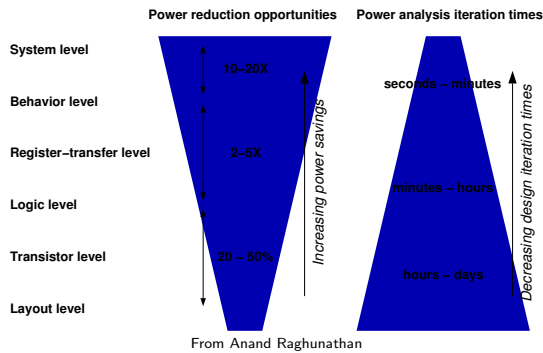 Power reduction opportunities
Power analysis iteration times
System level
Behavior level
Register−transfer level
Logic level
Transistor level
Layout level
10−20X
2−5X
20 − 50%
Increasing power savings
seconds − minutes
minutes − hours
hours − days
Decreasing design iteration times
From Anand Raghunathan